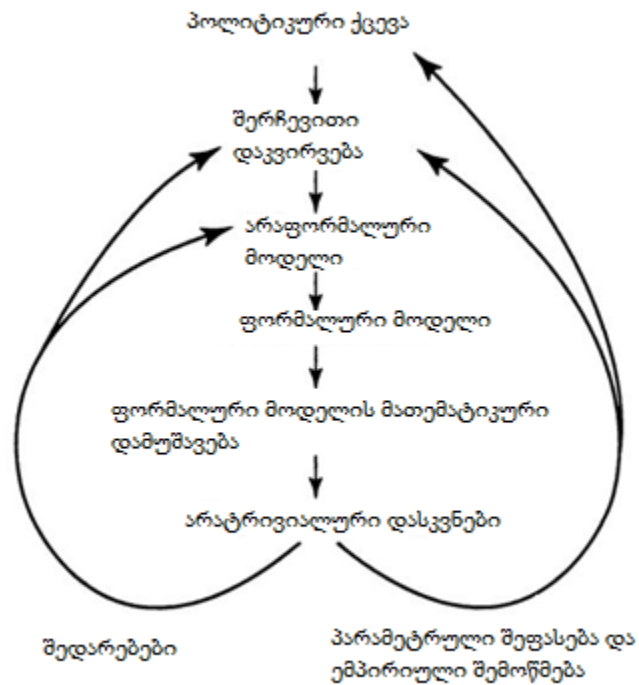 პოლიტიკური ქცევა
შერჩევითი
დაკვირვება
არაფორმალური
მოდელი
ფორმალური მოდელი
ფორმალური მოდელის მათემატიკური
დამუშავება
არატრივიალური დასკვნები
შედარებები
პარამეტრული შეფასება და
ემპირიული შემოწმება